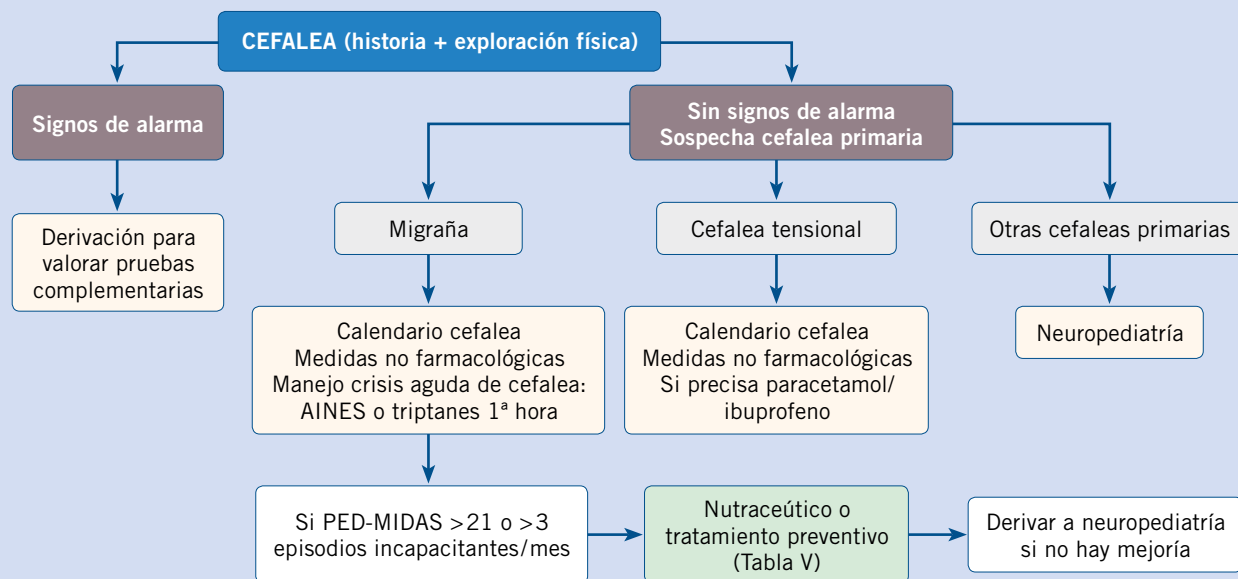 CEFALEA (historia + exploración física)
Signos de alarma
Sin signos de alarma
Sospecha cefalea primaria
Derivación para
valorar pruebas
complementarias
Migraña
Cefalea tensional
Otras cefaleas primarias
Calendario cefalea
Medidas no farmacológicas
Manejo crisis aguda de cefalea:
AINES o triptanes 1ª hora
Calendario cefalea
Medidas no farmacológicas
Si precisa paracetamol/
ibuprofeno
Neuropediatría
Si PED-MIDAS >21 o >3
episodios incapacitantes/mes
Nutraceútico o
tratamiento preventivo
(Tabla V)
Derivar a neuropediatría
si no hay mejoría